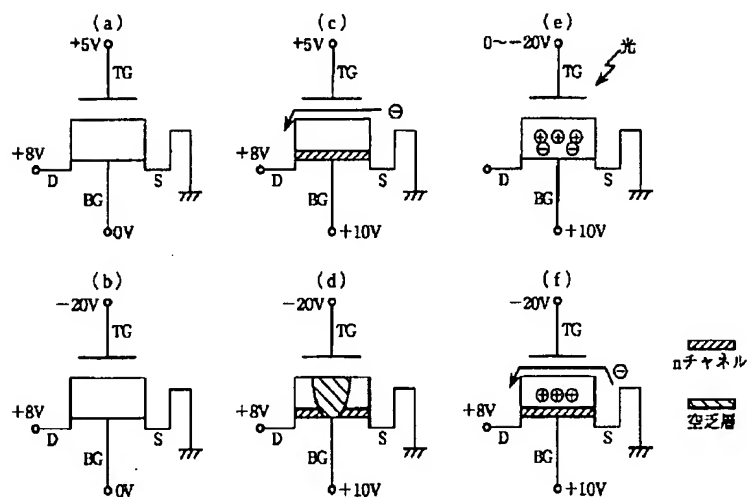 (a)
+5V
TG
+8V
D
S
BG
0V
(c)
+5V
TG
⊖
+8V
D
S
BG
+10V
(e)
0〜−20V
光
TG
⊕⊕⊕
⊖ ⊖
D
S
BG
+10V
(b)
−20V
TG
+8V
D
S
BG
0V
(d)
−20V
TG
+8V
D
S
BG
+10V
(f)
−20V
TG
⊖
⊕⊕⊕
+8V
D
S
BG
+10V
nチャネル
空乏層